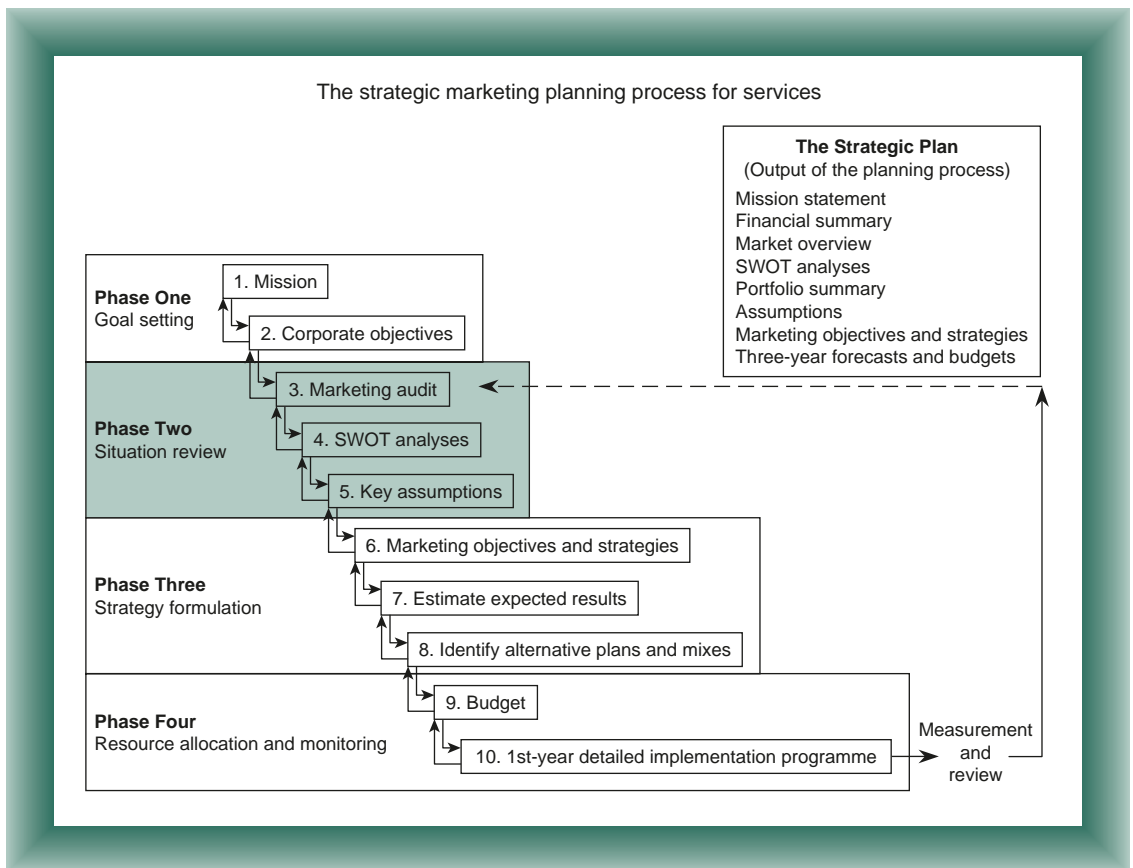 The strategic marketing planning process for services
The Strategic Plan
(Output of the planning process)
Mission statement
Financial summary
Market overview
SWOT analyses
Portfolio summary
Assumptions
Marketing objectives and strategies
Three-year forecasts and budgets
Phase One
Goal setting
1. Mission
2. Corporate objectives
Phase Two
Situation review
3. Marketing audit
4. SWOT analyses
5. Key assumptions
Phase Three
Strategy formulation
6. Marketing objectives and strategies
7. Estimate expected results
8. Identify alternative plans and mixes
Phase Four
Resource allocation and monitoring
9. Budget
10. 1st-year detailed implementation programme
Measurement
and
review